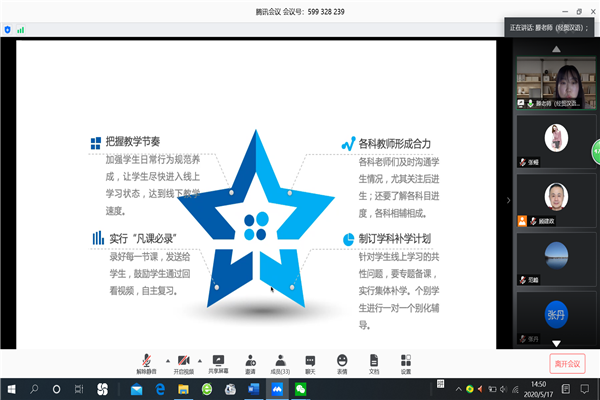 腾讯会议 会议号：599 328 239
正在讲话: 滕老师（经贸汉语）;
把握教学节奏
加强学生日常行为规范养
成，让学生尽快进入线上
学习状态，达到线下教学
速度。
各科教师形成合力
各科老师们及时沟通学
生情况，尤其关注后进
生；还要了解各科目进
度，各科相辅相成。
实行“凡课必录”
录好每一节课，发送给
学生，鼓励学生通过回
看视频，自主复习。
制订学科补学计划
针对学生线上学习的共
性问题，要专题备课，
实行集体补学。个别学
生进行一对一个别化辅
导。
滕老师（经贸汉语...
顾建政
张丹
张丹
解除静音
开启视频
共享屏幕
邀请
成员(33)
聊天
表情
文档
设置
离开会议
14:50
2020/5/17